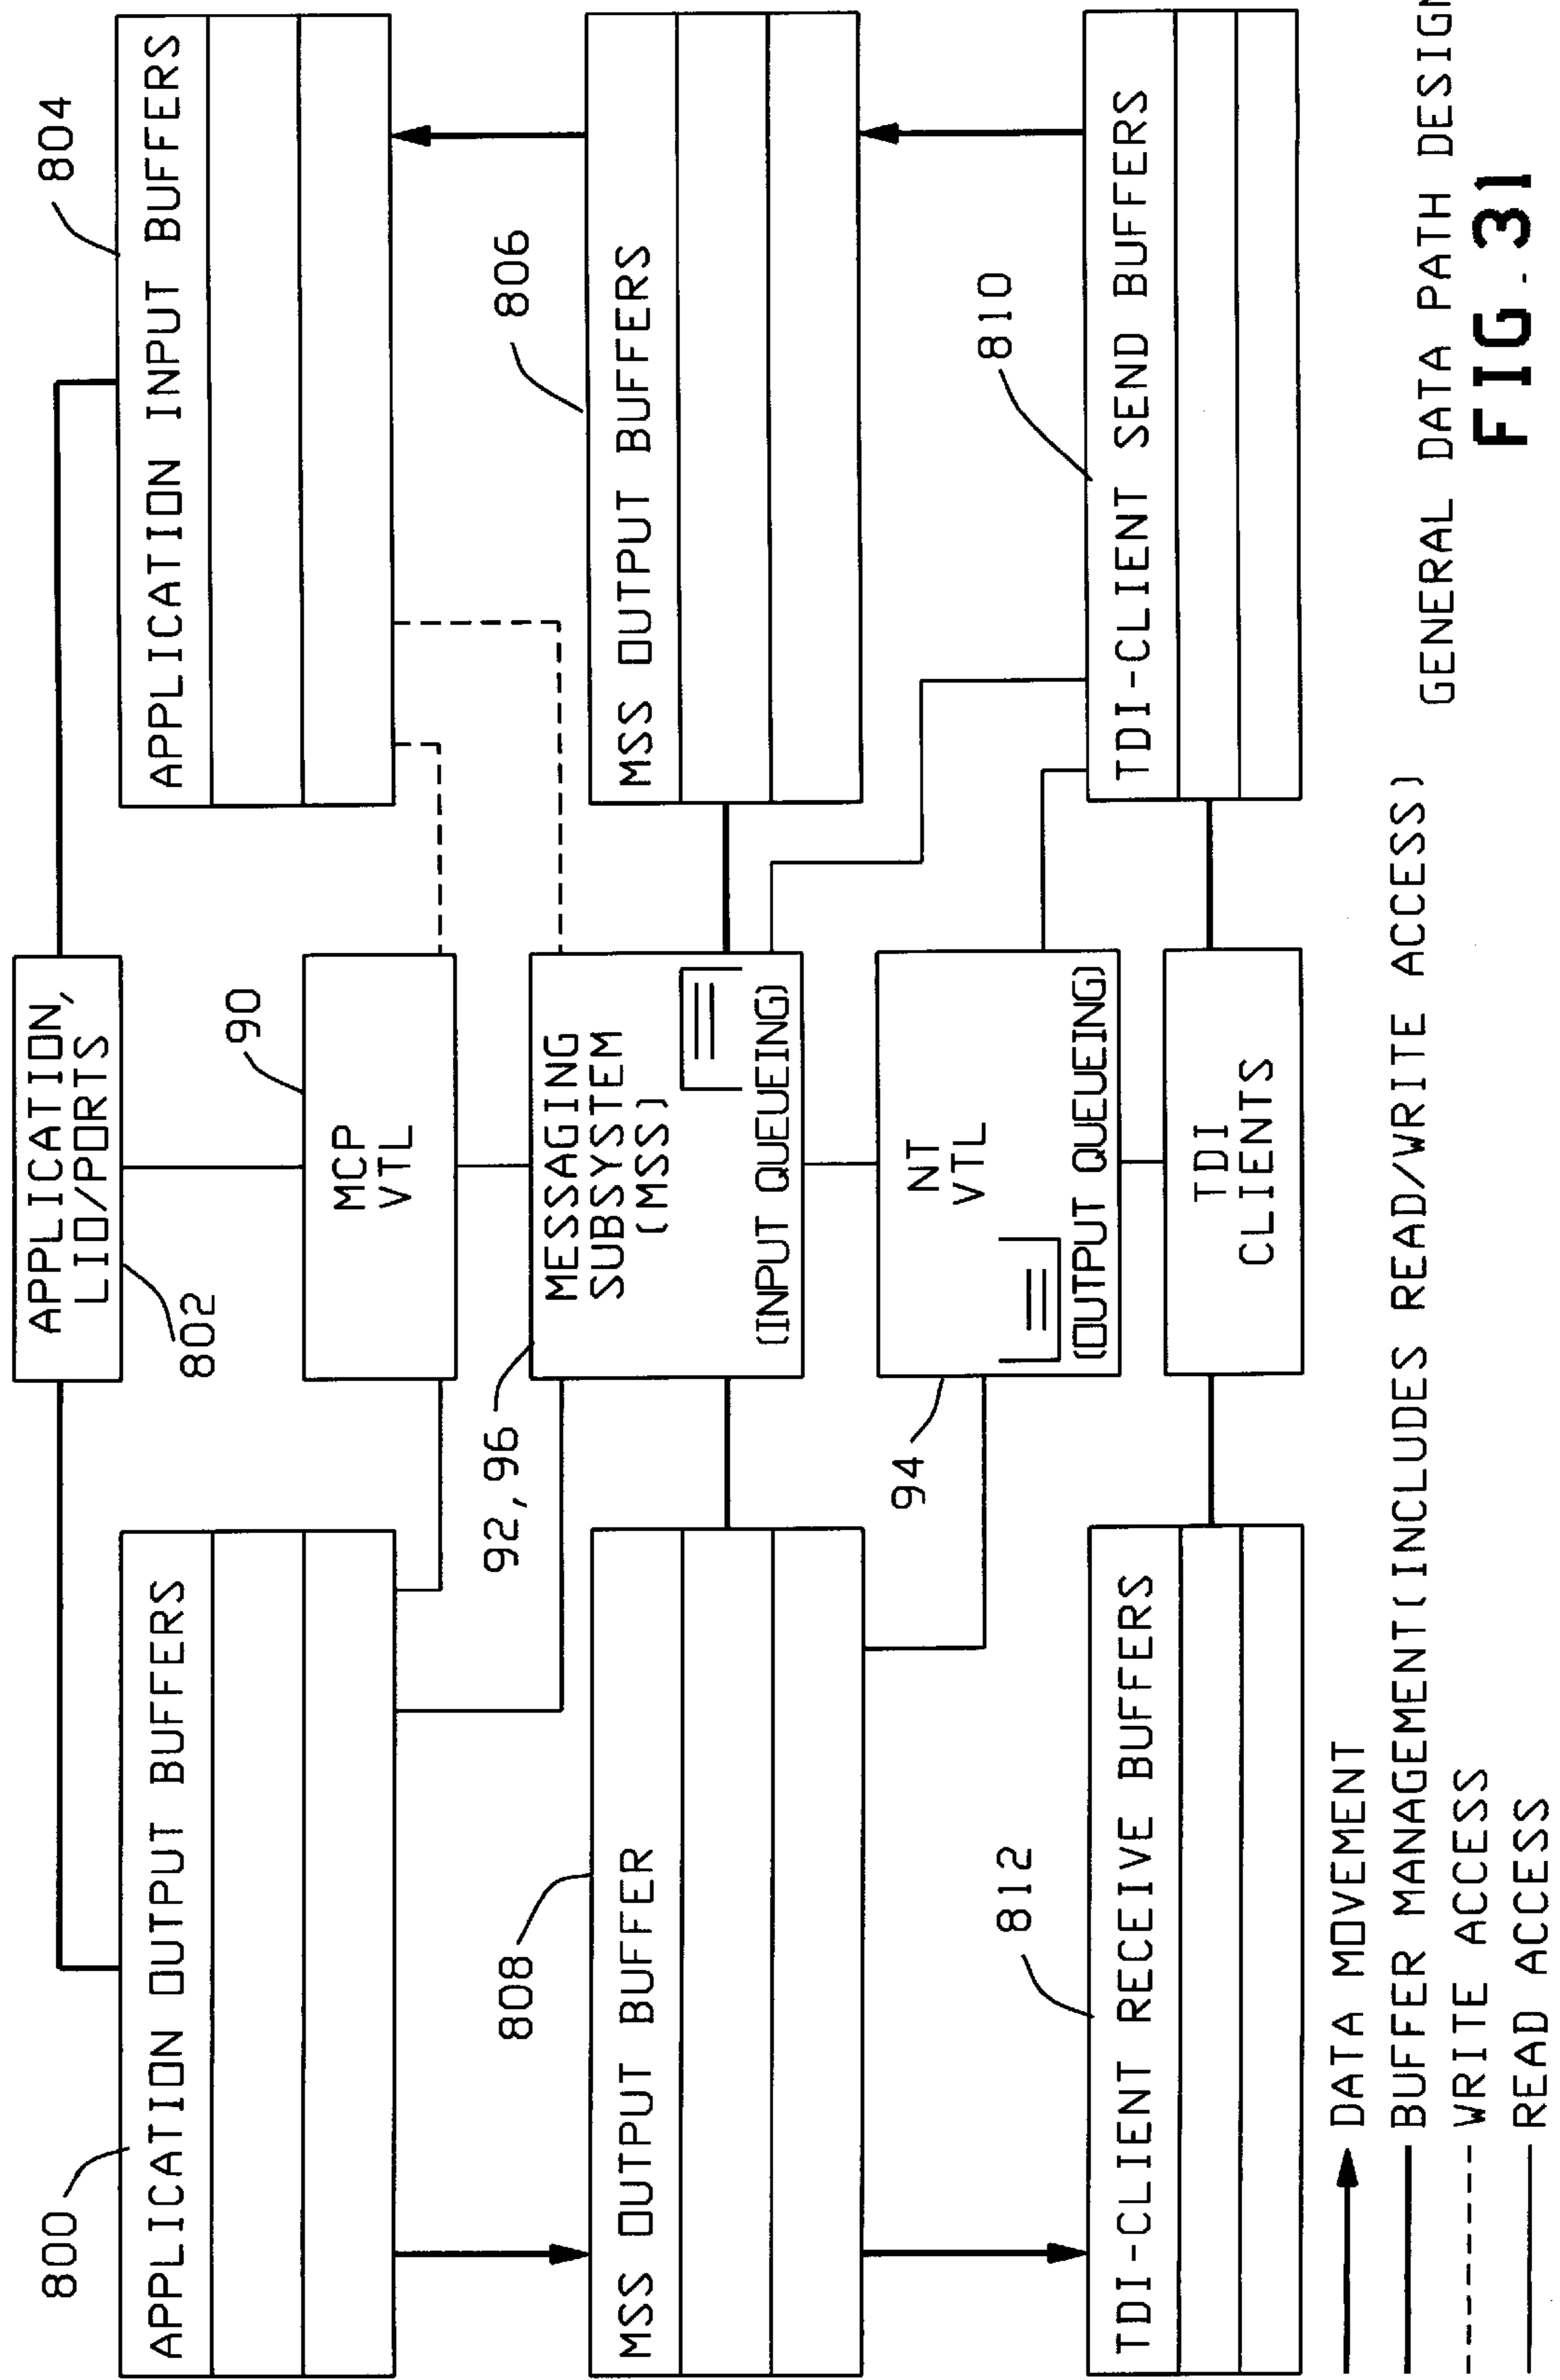 800
APPLICATION OUTPUT BUFFERS
APPLICATION,
LIO/PORTS
802
804
APPLICATION INPUT BUFFERS
90
MCP
VTL
92, 96
MESSAGING
SUBSYSTEM
(MSS)
(INPUT QUEUEING)
808
MSS OUTPUT BUFFER
806
MSS OUTPUT BUFFERS
94
NT
VTL
(OUTPUT QUEUEING)
812
TDI-CLIENT RECEIVE BUFFERS
TDI
CLIENTS
810
TDI-CLIENT SEND BUFFERS
DATA MOVEMENT
BUFFER MANAGEMENT(INCLUDES READ/WRITE ACCESS)
WRITE ACCESS
READ ACCESS
GENERAL DATA PATH DESIGN
FIG. 31